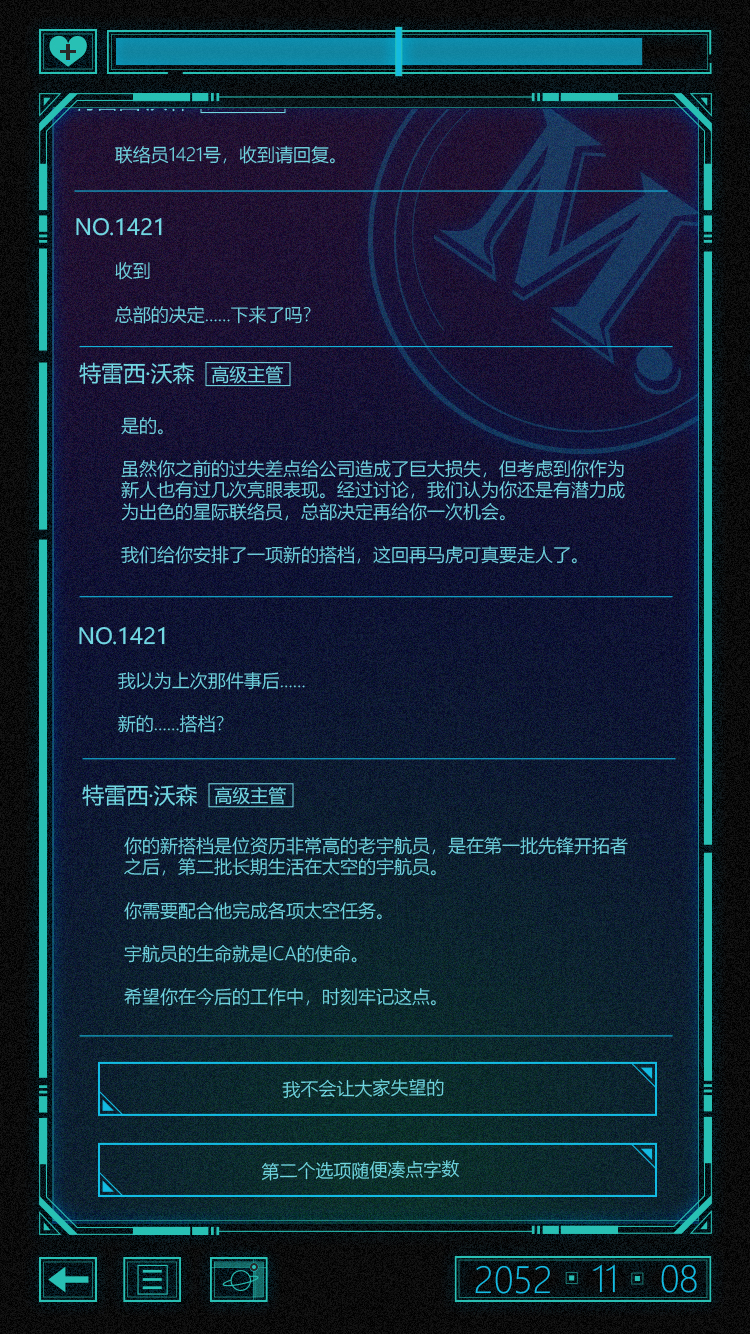 联络员1421号，收到请回复。
NO.1421
收到
总部的决定......下来了吗?
特雷西·沃森 高级主管
是的。
虽然你之前的过失差点给公司造成了巨大损失，但考虑到你作为
新人也有过几次亮眼表现。经过讨论，我们认为你还是有潜力成
为出色的星际联络员，总部决定再给你一次机会。
我们给你安排了一项新的搭档，这回再马虎可真要走人了。
NO.1421
我以为上次那件事后......
新的......搭档?
特雷西·沃森 高级主管
你的新搭档是位资历非常高的老宇航员，是在第一批先锋开拓者
之后，第二批长期生活在太空的宇航员。
你需要配合他完成各项太空任务。
宇航员的生命就是ICA的使命。
希望你在今后的工作中，时刻牢记这点。
我不会让大家失望的
第二个选项随便凑点字数
2052 11 08
M.